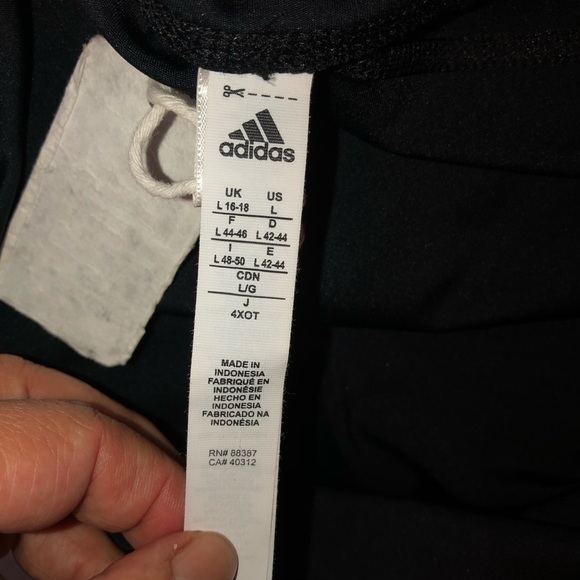 adidas
UK US
L 16-18 L
F D
L 44-46 L 42-44
I E
L 48-50 L 42-44
CDN
L/G
J
4XOT
MADE IN
INDONESIA
FABRIQUÉ EN
INDONÉSIE
HECHO EN
INDONESIA
FABRICADO NA
INDONÉSIA
RN# 88387
CA# 40312